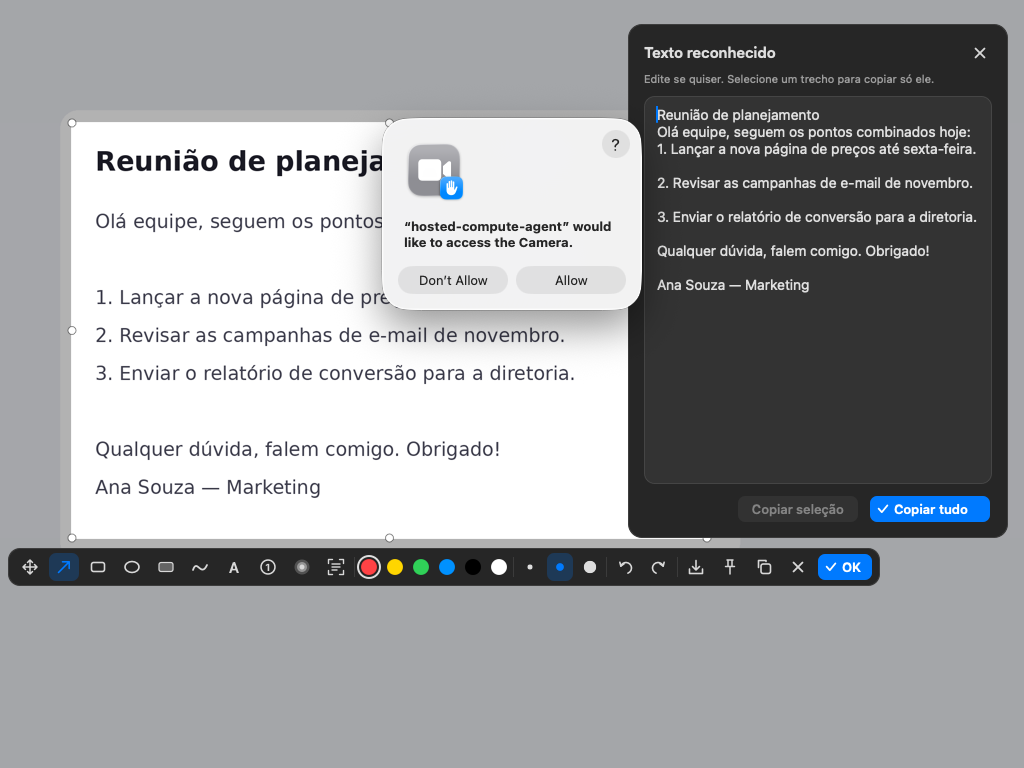 Texto reconhecido
Edite se quiser. Selecione um trecho para copiar só ele.
Reunião de planejamento
Olá equipe, seguem os pontos combinados hoje:
1. Lançar a nova página de preços até sexta-feira.
2. Revisar as campanhas de e-mail de novembro.
3. Enviar o relatório de conversão para a diretoria.
Qualquer dúvida, falem comigo. Obrigado!
Ana Souza — Marketing
Copiar seleção
Copiar tudo
?
“hosted-compute-agent” would
like to access the Camera.
Don’t Allow
Allow
Reunião de planeja
Olá equipe, seguem os pontos
1. Lançar a nova página de pre
2. Revisar as campanhas de e-mail de novembro.
3. Enviar o relatório de conversão para a diretoria.
Qualquer dúvida, falem comigo. Obrigado!
Ana Souza — Marketing
A
1
OK